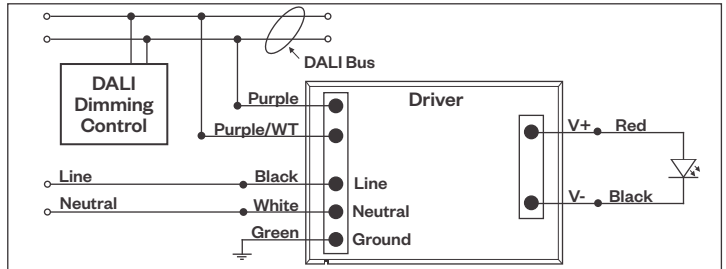 DALI Bus
DALI
Dimming
Control
Driver
Purple
Purple/WT
V+ Red
Line Black Line
V- Black
Neutral White Neutral
Green Ground